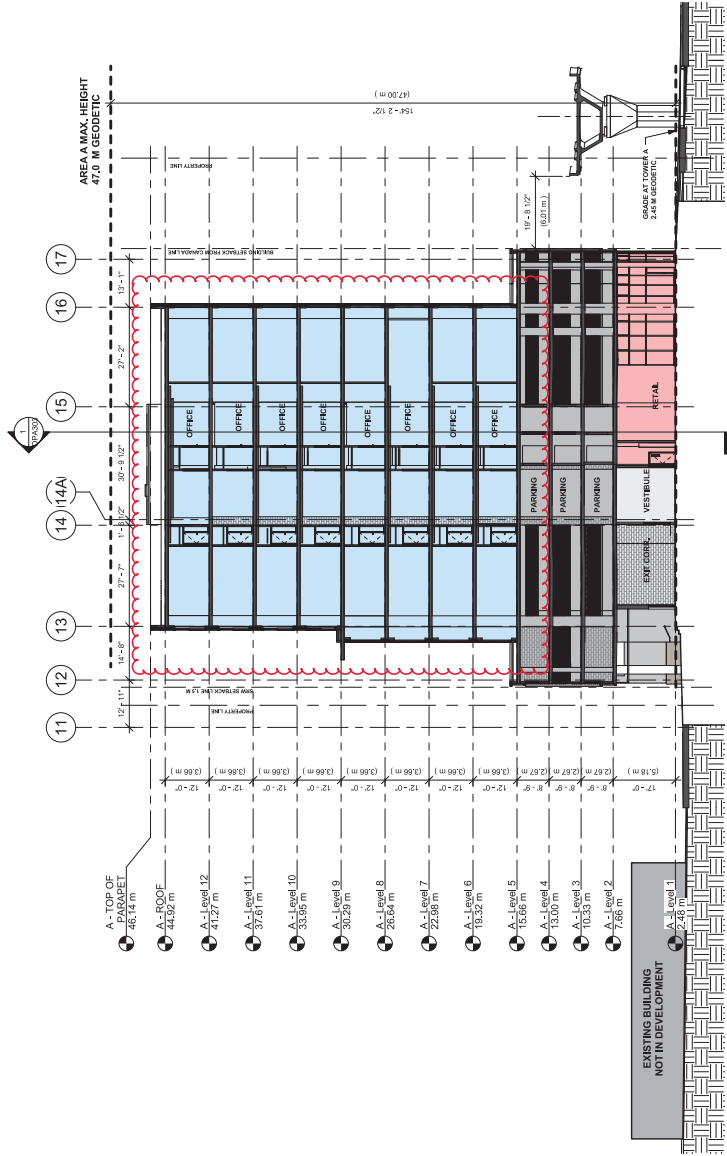 AREA A MAX. HEIGHT
47.0 M GEODETIC
154' - 2 1/2"
(47.00 m )
PROPERTY LINE
BUILDING SETBACK FROM CANADA LINE
19' - 8 1/2"
(6.01 m )
GRADE AT TOWER A
2.45 M GEODETIC
17
16
15
14A
14
13
12
11
13' - 1"
27' - 2"
30' - 9 1/2"
27' - 7"
14' - 8"
12' - 11"
1
SRW SETBACK LINE 1.5 M
PROPERTY LINE
OFFICE
OFFICE
OFFICE
OFFICE
OFFICE
OFFICE
OFFICE
OFFICE
PARKING
PARKING
PARKING
RETAIL
VESTIBULE
EXIT CORR.
12' - 0"
(3.66 m )
12' - 0"
(3.66 m )
12' - 0"
(3.66 m )
12' - 0"
(3.66 m )
12' - 0"
(3.66 m )
12' - 0"
(3.66 m )
12' - 0"
(3.66 m )
12' - 0"
(3.66 m )
8' - 9"
(2.67 m )
8' - 9"
(2.67 m )
8' - 9"
(2.67 m )
17' - 0"
(5.18 m )
A - TOP OF
PARAPET
46.14 m
A - ROOF
44.92 m
A - Level 12
41.27 m
A - Level 11
37.61 m
A - Level 10
33.95 m
A - Level 9
30.29 m
A - Level 8
26.64 m
A - Level 7
22.98 m
A - Level 6
19.32 m
A - Level 5
15.66 m
A - Level 4
13.00 m
A - Level 3
10.33 m
A - Level 2
7.66 m
A - Level 1
2.48 m
EXISTING BUILDING
NOT IN DEVELOPMENT